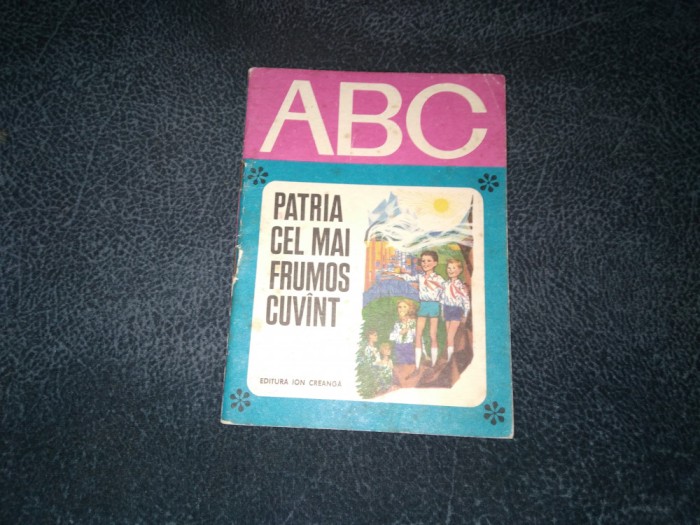 ABC
PATRIA
CEL MAI
FRUMOS
CUVÎNT
EDITURA ION CREANGĂ